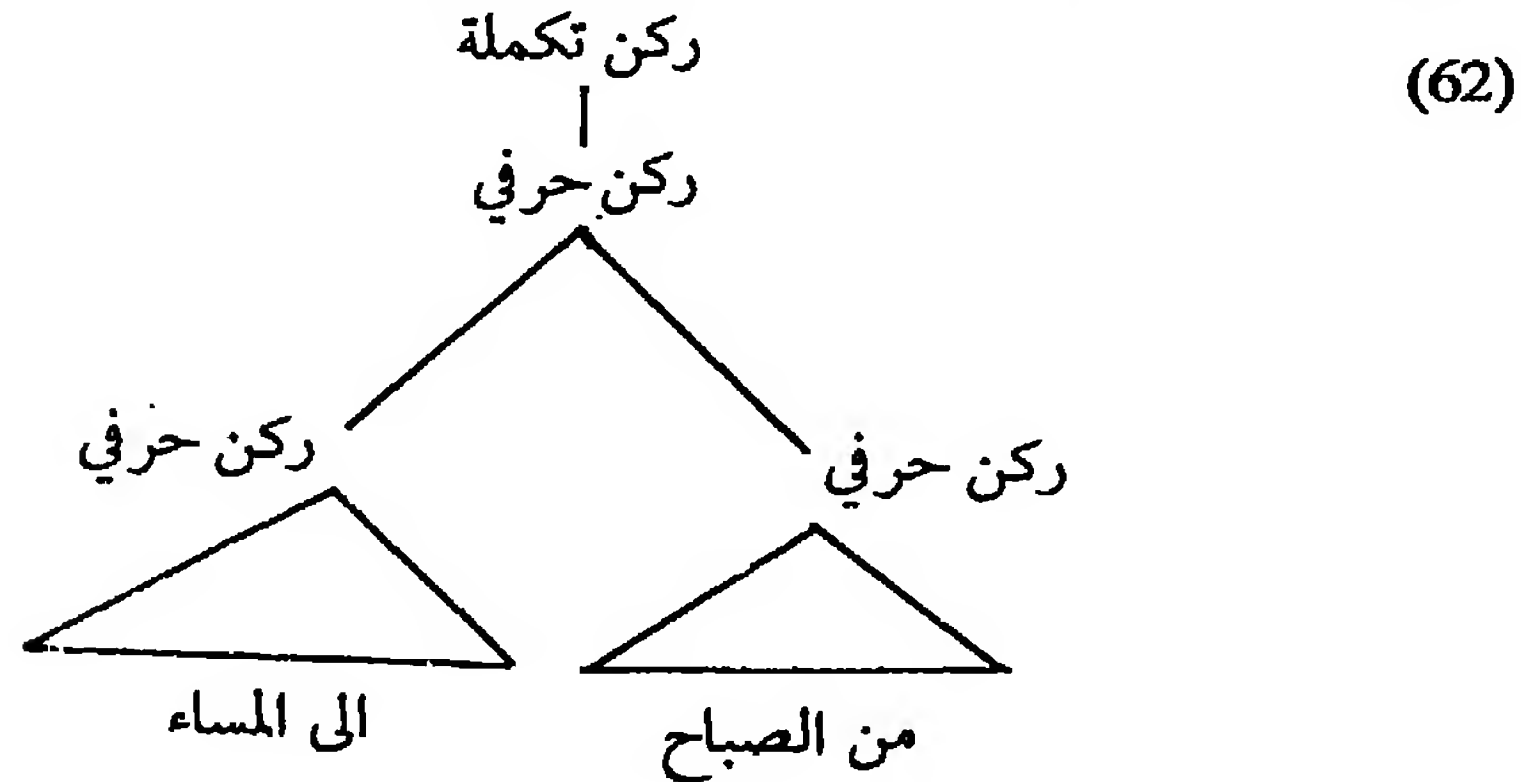 (62)
ركن تكملة
ركن حرفي
ركن حرفي
ركن حرفي
من الصباح
الى المساء